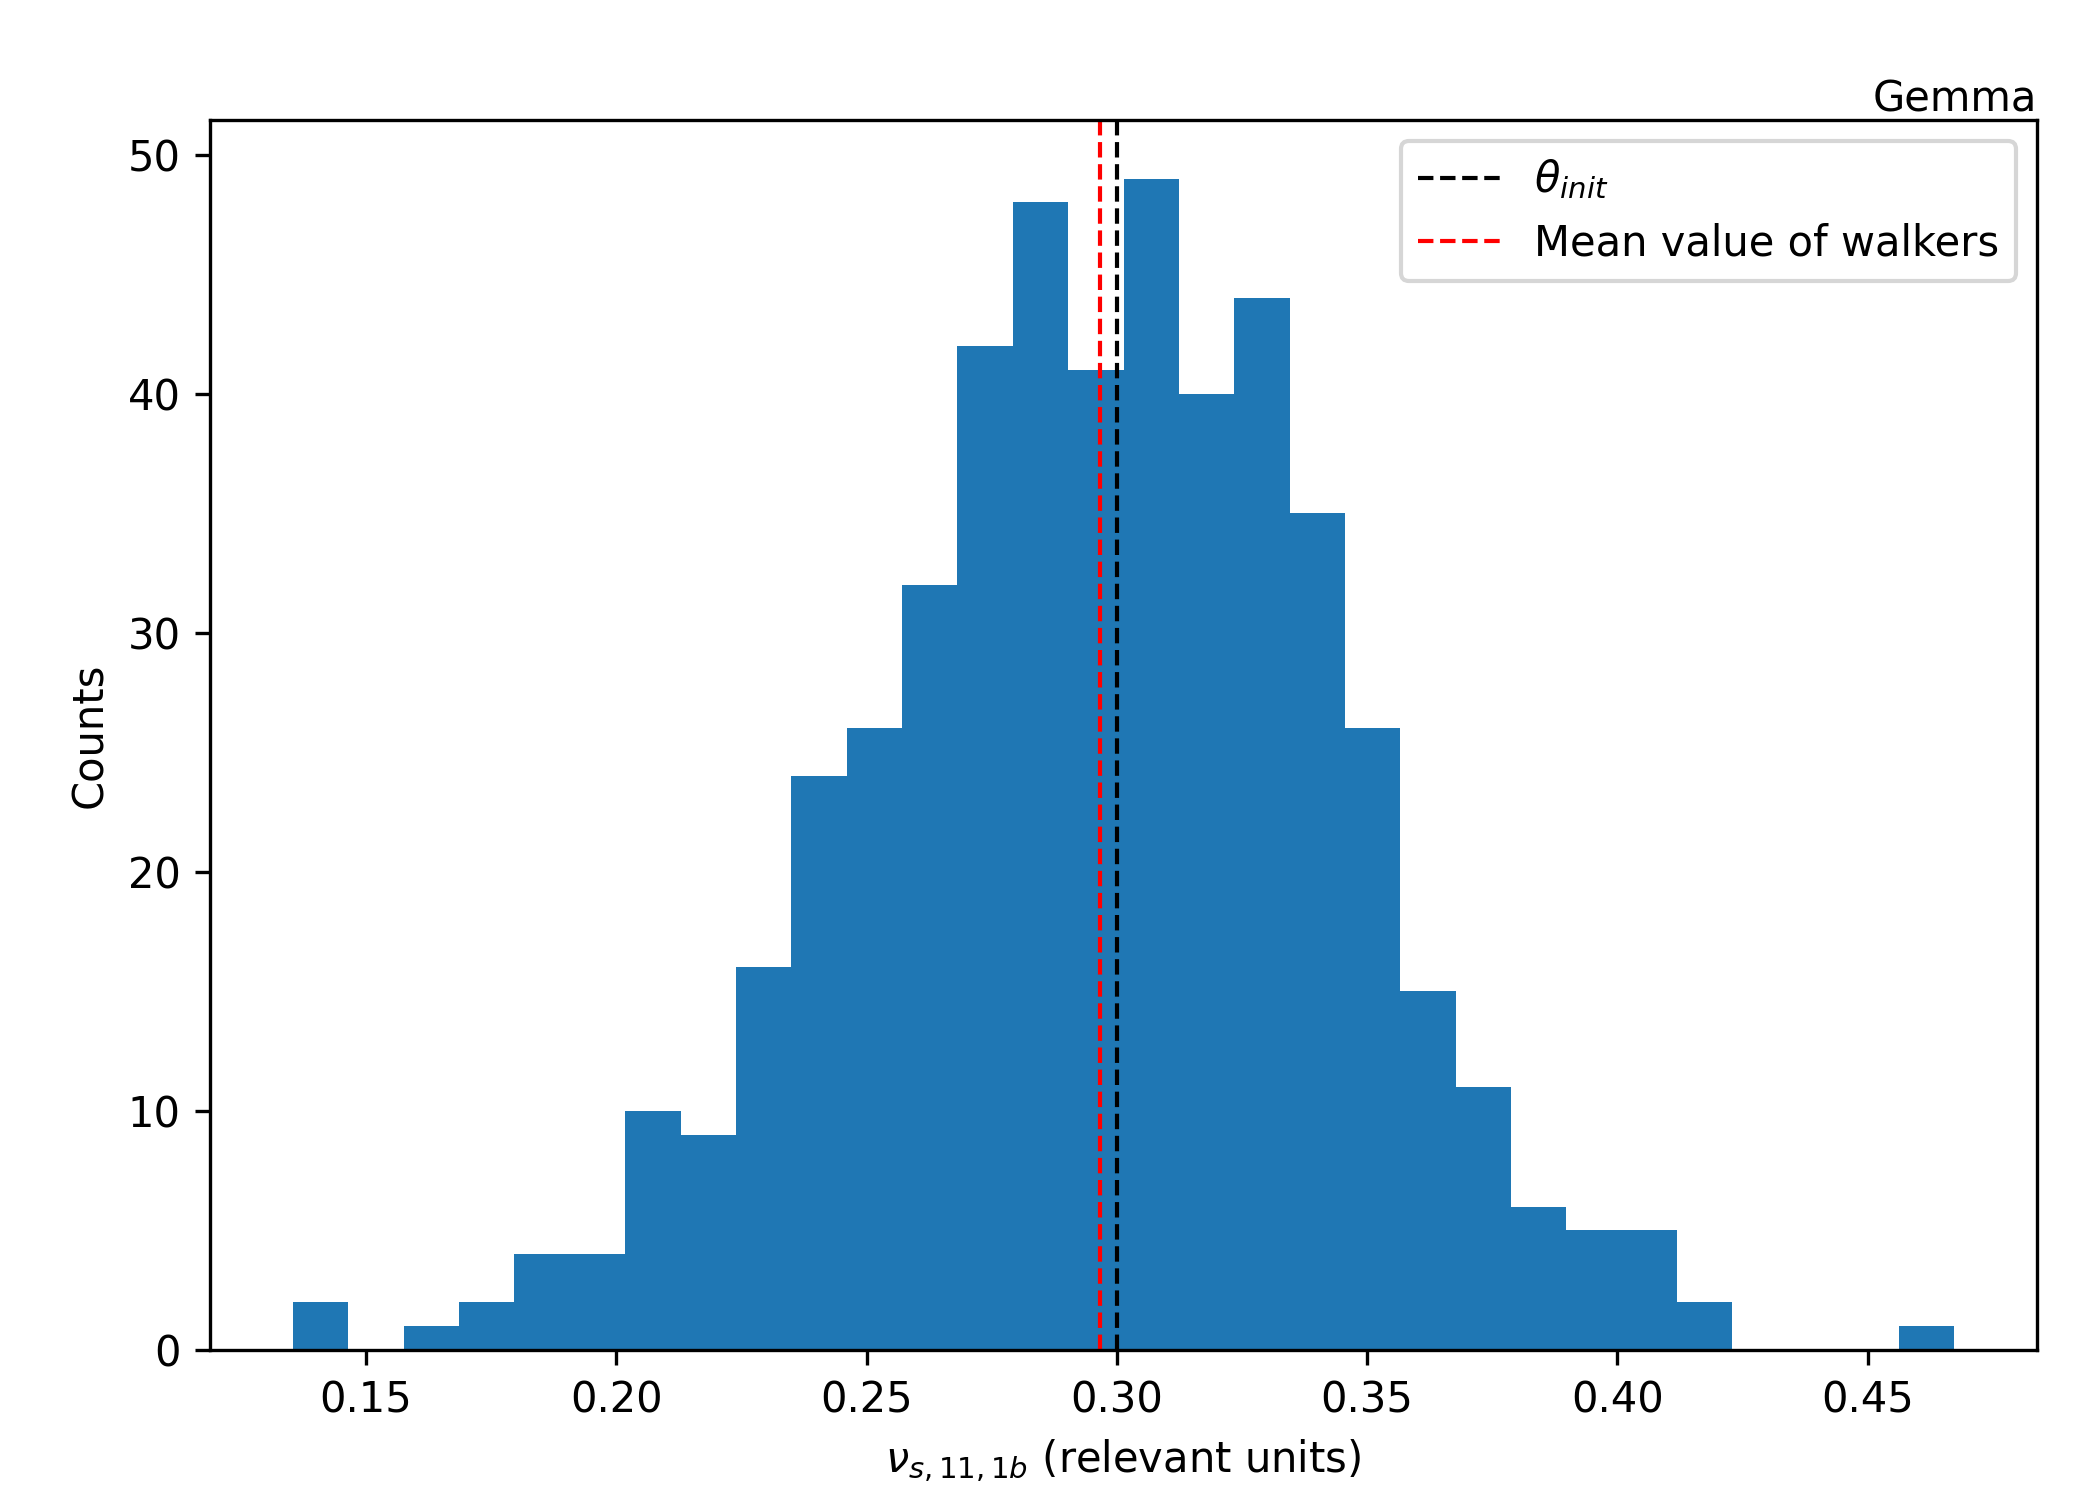 Gemma
50
40
30
20
10
0
Counts
θinit
Mean value of walkers
0.15 0.20 0.25 0.30 0.35 0.40 0.45
νs, 11, 1b (relevant units)